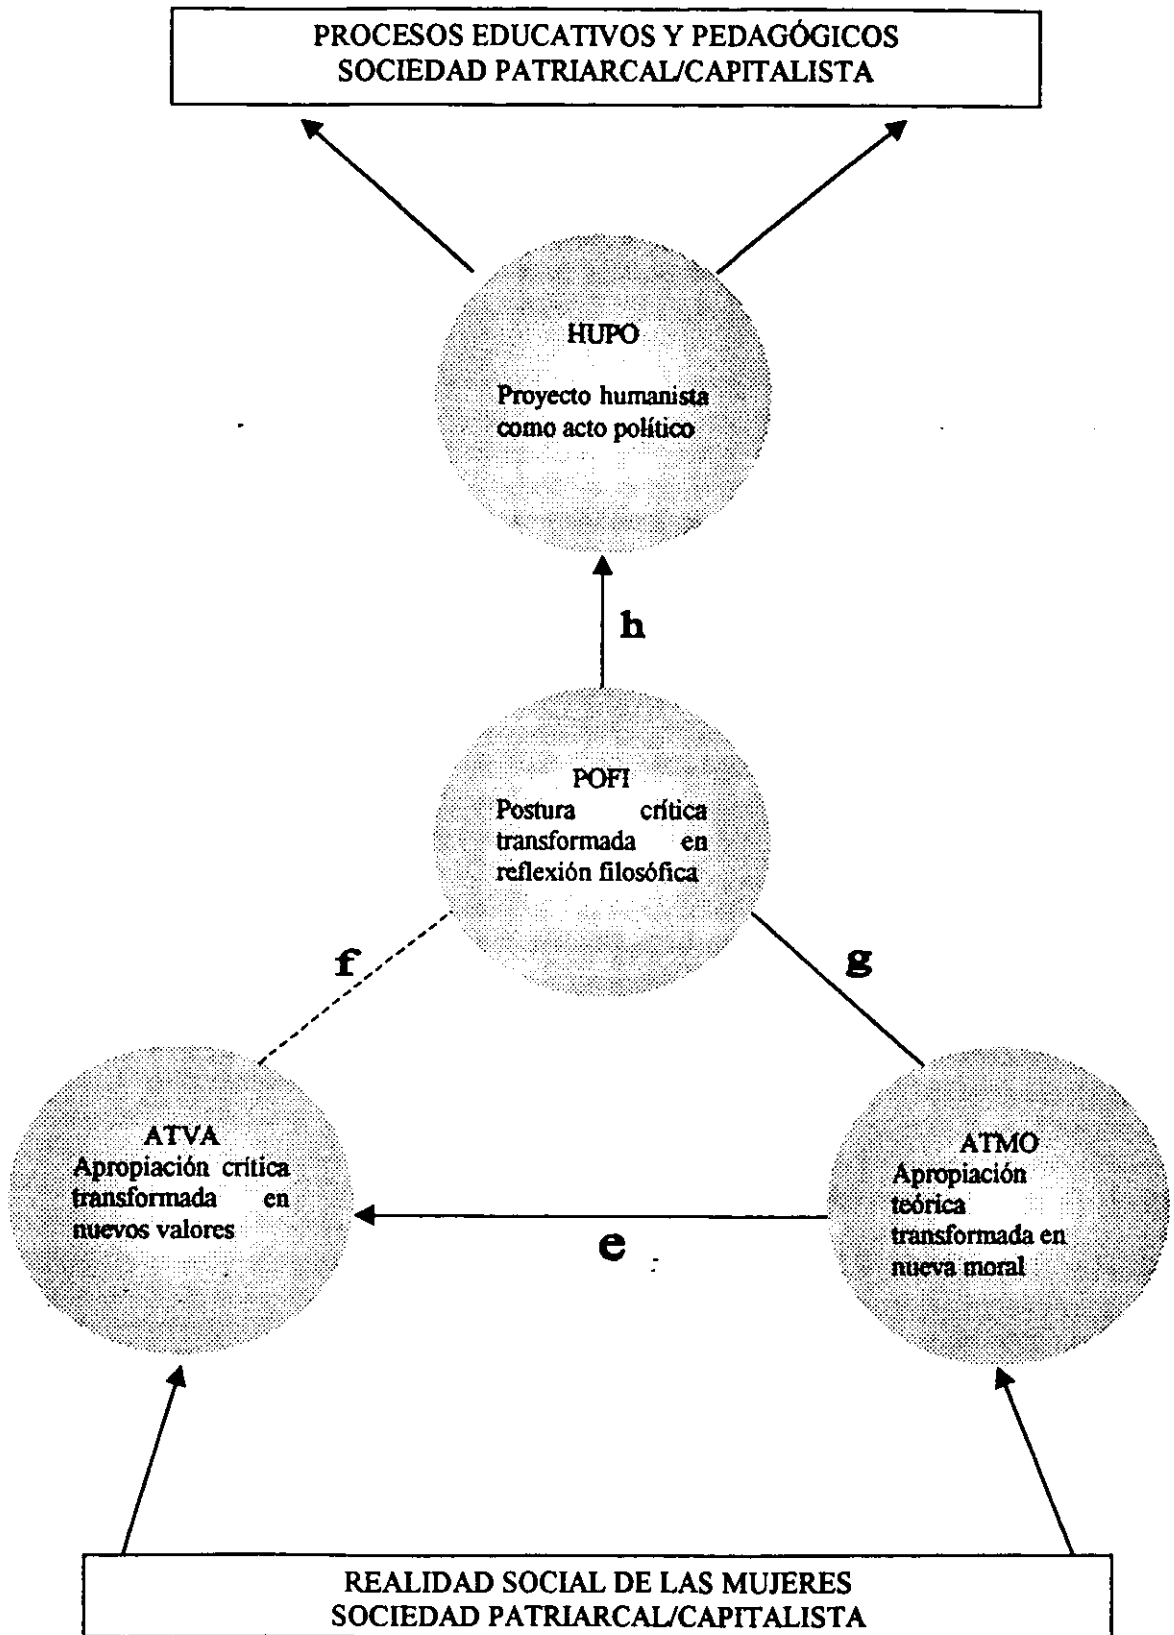 PROCESOS EDUCATIVOS Y PEDAGÓGICOS
SOCIEDAD PATRIARCAL/CAPITALISTA
HUPO
Proyecto humanista
como acto político
h
POFI
Postura crítica
transformada en
reflexión filosófica
f
g
ATVA
Apropiación crítica
transformada en
nuevos valores
ATMO
Apropiación
teórica
transformada en
nueva moral
e
REALIDAD SOCIAL DE LAS MUJERES
SOCIEDAD PATRIARCAL/CAPITALISTA